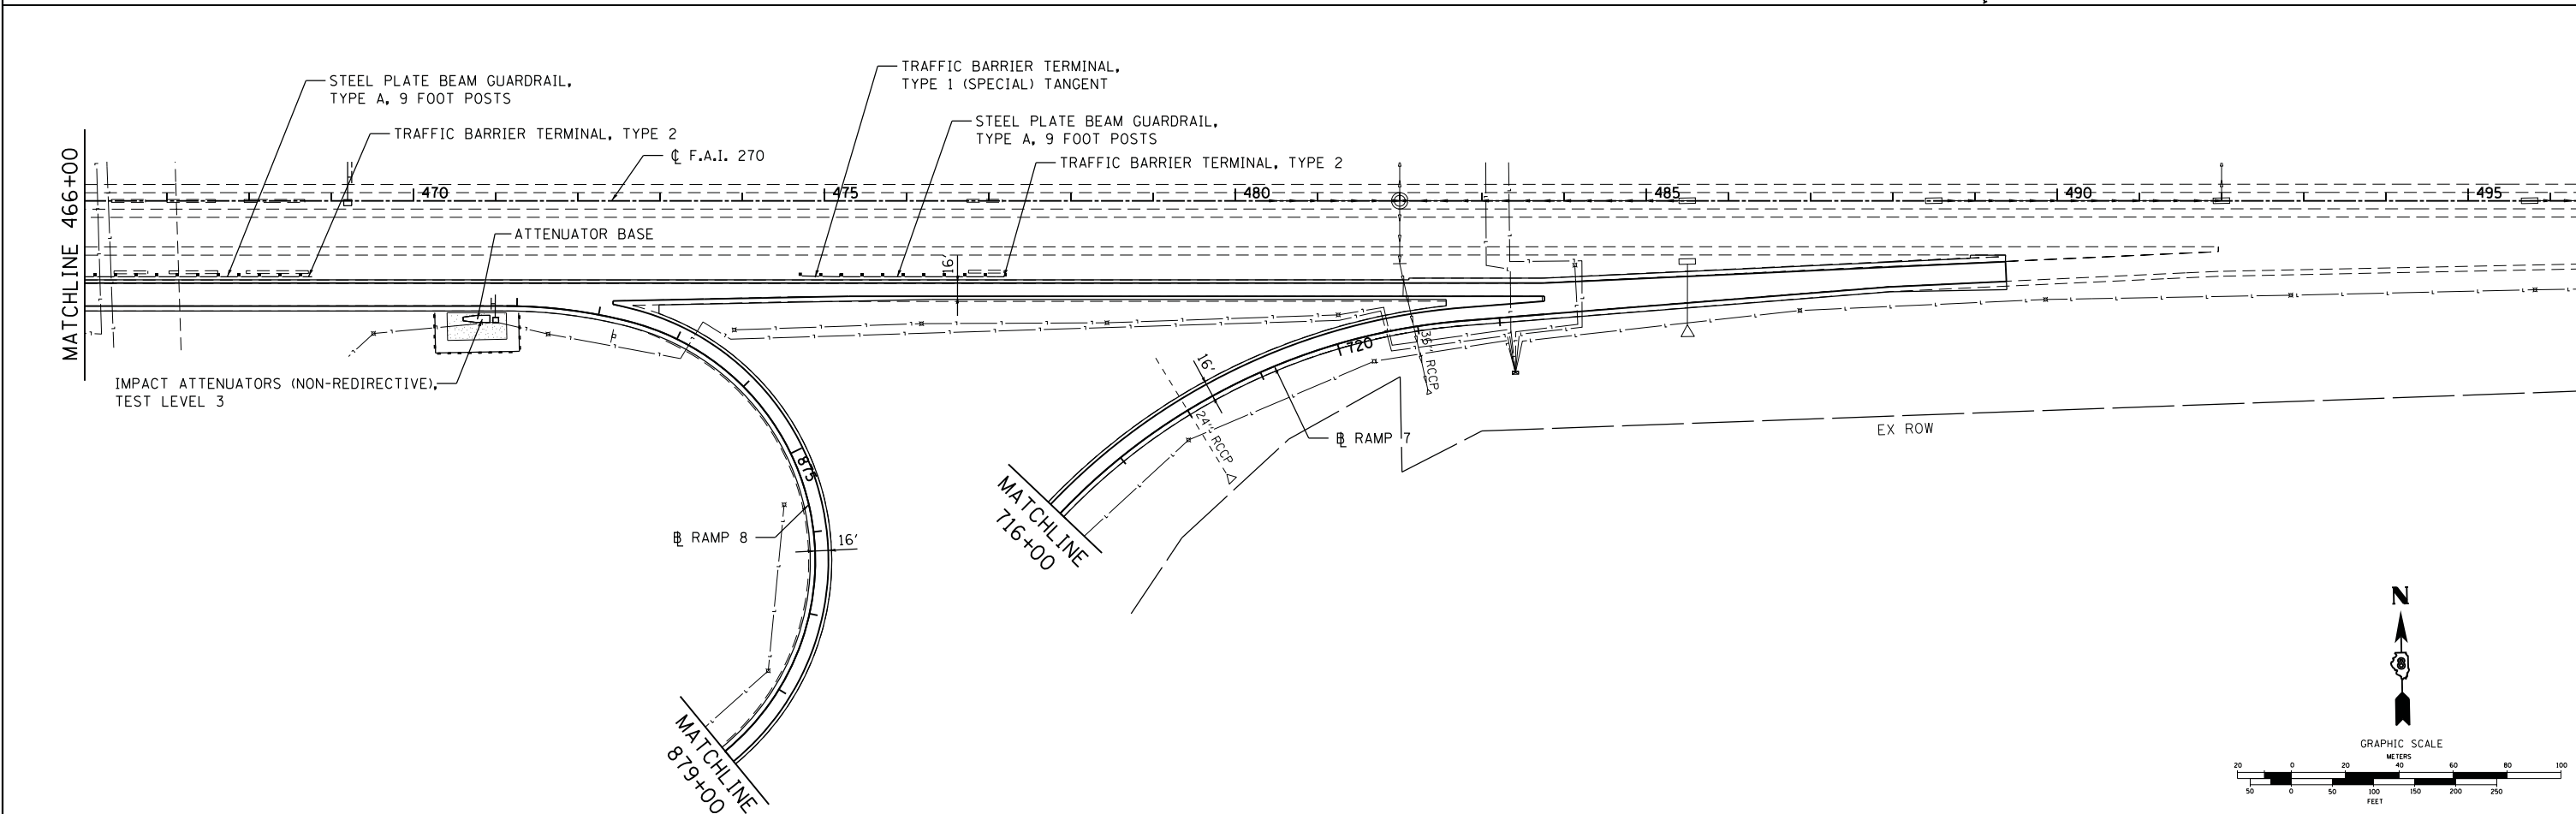 TRAFFIC BARRIER TERMINAL,
TYPE 1 (SPECIAL) TANGENT
STEEL PLATE BEAM GUARDRAIL,
TYPE A, 9 FOOT POSTS
STEEL PLATE BEAM GUARDRAIL,
TYPE A, 9 FOOT POSTS
TRAFFIC BARRIER TERMINAL, TYPE 2
℄ F.A.I. 270
TRAFFIC BARRIER TERMINAL, TYPE 2
MATCHLINE 466+00
470
475
480
485
490
495
ATTENUATOR BASE
16'
IMPACT ATTENUATORS (NON-REDIRECTIVE),
TEST LEVEL 3
720
36" RCCP
16'
24" RCCP
℄ RAMP 7
EX ROW
875
MATCHLINE
716+00
℄ RAMP 8
16'
MATCHLINE
879+00
N
8
GRAPHIC SCALE
METERS
20 0 20 40 60 80 100
50 0 50 100 150 200 250
FEET